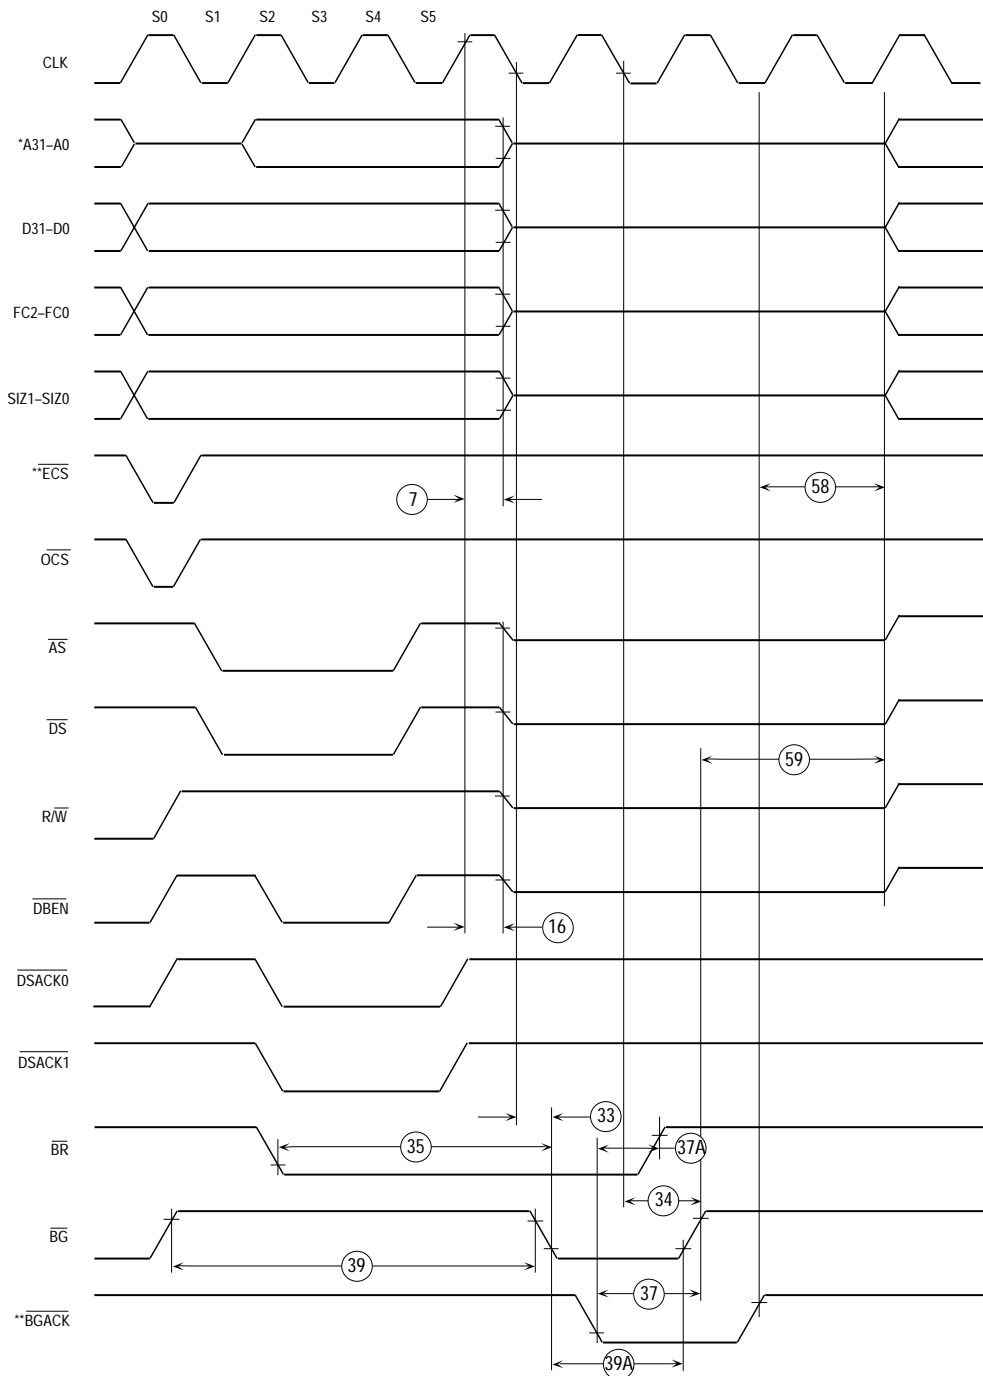 S0 S1 S2 S3 S4 S5
CLK
*A31–A0
D31–D0
FC2–FC0
SIZ1–SIZ0
**ECS
58
7
OCS
AS
DS
59
R/W
DBEN
16
DSACK0
DSACK1
33
BR
35
37A
34
BG
39
37
**BGACK
39A